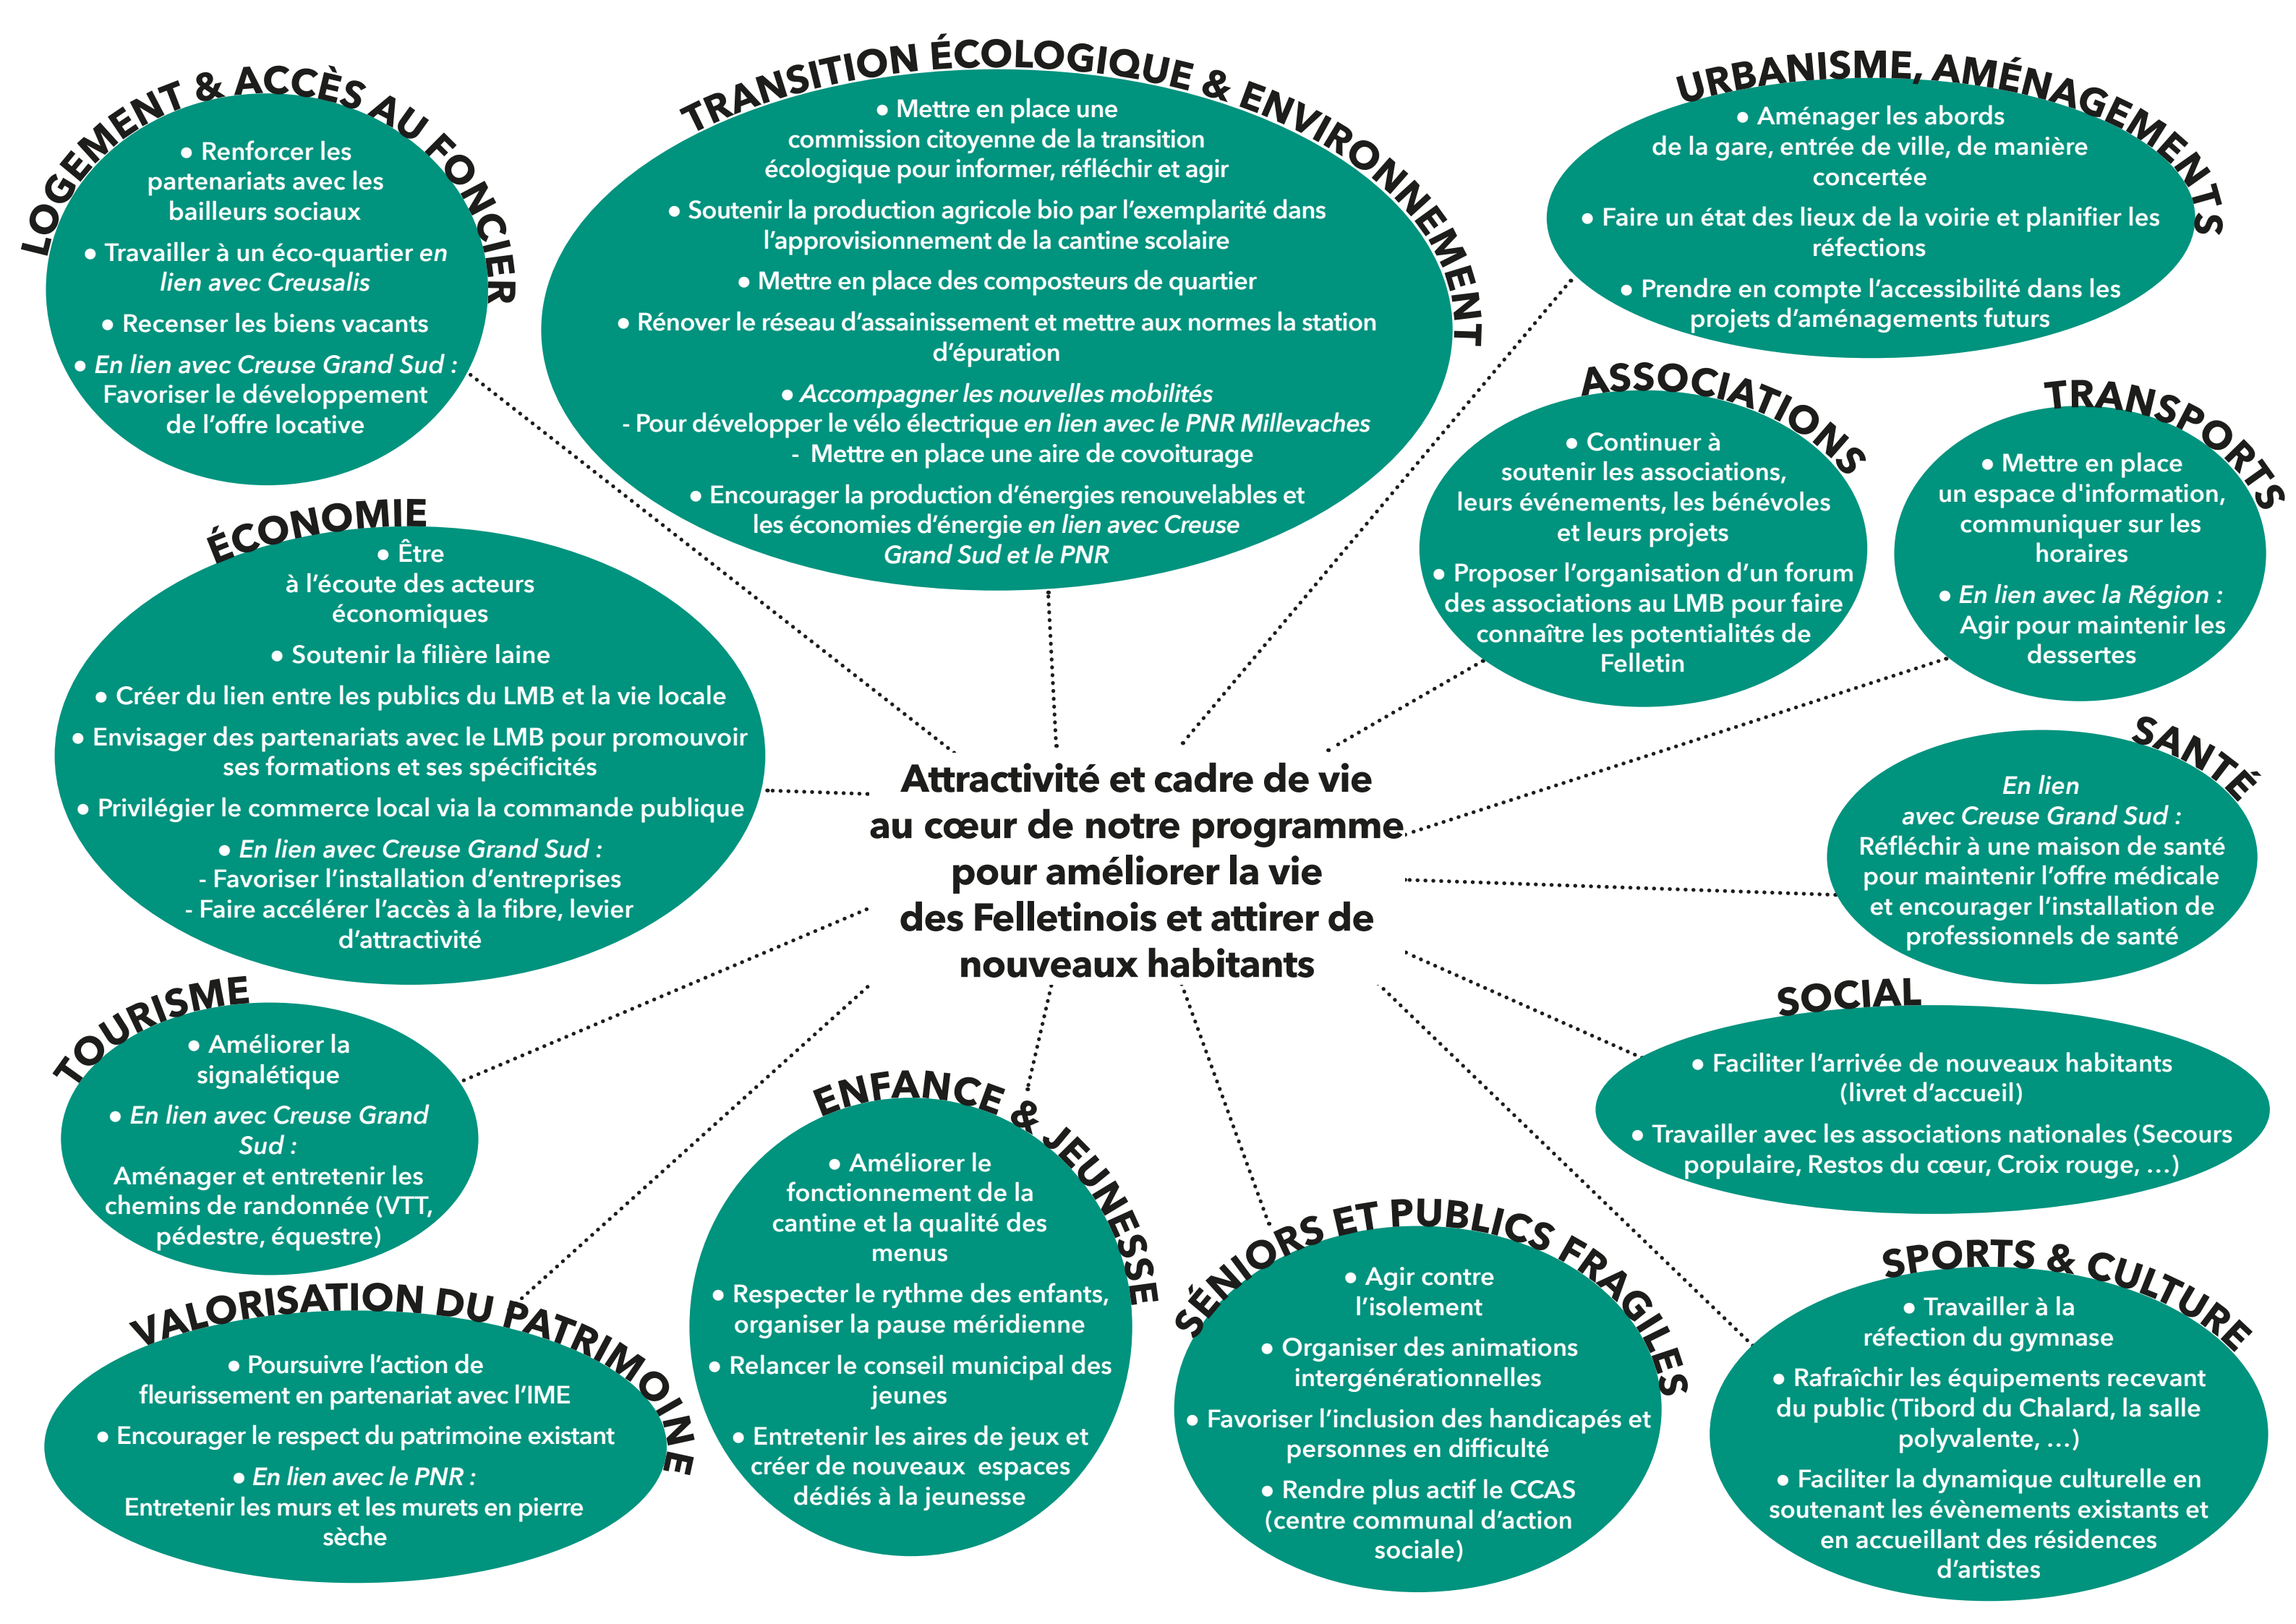 LOGEMENT & ACCÈS AU FONCIER
● Renforcer les
partenariats avec les
bailleurs sociaux
● Travailler à un éco-quartier en
lien avec Creusalis
● Recenser les biens vacants
● En lien avec Creuse Grand Sud :
Favoriser le développement
de l’offre locative
TRANSITION ÉCOLOGIQUE & ENVIRONNEMENT
● Mettre en place une
commission citoyenne de la transition
écologique pour informer, réfléchir et agir
● Soutenir la production agricole bio par l’exemplarité dans
l’approvisionnement de la cantine scolaire
● Mettre en place des composteurs de quartier
● Rénover le réseau d’assainissement et mettre aux normes la station
d’épuration
● Accompagner les nouvelles mobilités
- Pour développer le vélo électrique en lien avec le PNR Millevaches
- Mettre en place une aire de covoiturage
● Encourager la production d’énergies renouvelables et
les économies d’énergie en lien avec Creuse
Grand Sud et le PNR
URBANISME, AMÉNAGEMENTS
● Aménager les abords
de la gare, entrée de ville, de manière
concertée
● Faire un état des lieux de la voirie et planifier les
réfections
● Prendre en compte l’accessibilité dans les
projets d’aménagements futurs
ASSOCIATIONS
● Continuer à
soutenir les associations,
leurs événements, les bénévoles
et leurs projets
● Proposer l’organisation d’un forum
des associations au LMB pour faire
connaître les potentialités de
Felletin
TRANSPORTS
● Mettre en place
un espace d'information,
communiquer sur les
horaires
● En lien avec la Région :
Agir pour maintenir les
dessertes
ÉCONOMIE
● Être
à l’écoute des acteurs
économiques
● Soutenir la filière laine
● Créer du lien entre les publics du LMB et la vie locale
● Envisager des partenariats avec le LMB pour promouvoir
ses formations et ses spécificités
● Privilégier le commerce local via la commande publique
● En lien avec Creuse Grand Sud :
- Favoriser l’installation d’entreprises
- Faire accélérer l’accès à la fibre, levier
d’attractivité
Attractivité et cadre de vie
au cœur de notre programme
pour améliorer la vie
des Felletinois et attirer de
nouveaux habitants
SANTÉ
En lien
avec Creuse Grand Sud :
Réfléchir à une maison de santé
pour maintenir l’offre médicale
et encourager l’installation de
professionnels de santé
TOURISME
● Améliorer la
signalétique
● En lien avec Creuse Grand
Sud :
Aménager et entretenir les
chemins de randonnée (VTT,
pédestre, équestre)
SOCIAL
● Faciliter l’arrivée de nouveaux habitants
(livret d’accueil)
● Travailler avec les associations nationales (Secours
populaire, Restos du cœur, Croix rouge, …)
VALORISATION DU PATRIMOINE
● Poursuivre l’action de
fleurissement en partenariat avec l’IME
● Encourager le respect du patrimoine existant
● En lien avec le PNR :
Entretenir les murs et les murets en pierre
sèche
ENFANCE & JEUNESSE
● Améliorer le
fonctionnement de la
cantine et la qualité des
menus
● Respecter le rythme des enfants,
organiser la pause méridienne
● Relancer le conseil municipal des
jeunes
● Entretenir les aires de jeux et
créer de nouveaux espaces
dédiés à la jeunesse
SÉNIORS ET PUBLICS FRAGILES
● Agir contre
l’isolement
● Organiser des animations
intergénérationnelles
● Favoriser l’inclusion des handicapés et
personnes en difficulté
● Rendre plus actif le CCAS
(centre communal d’action
sociale)
SPORTS & CULTURE
● Travailler à la
réfection du gymnase
● Rafraîchir les équipements recevant
du public (Tibord du Chalard, la salle
polyvalente, …)
● Faciliter la dynamique culturelle en
soutenant les évènements existants et
en accueillant des résidences
d’artistes